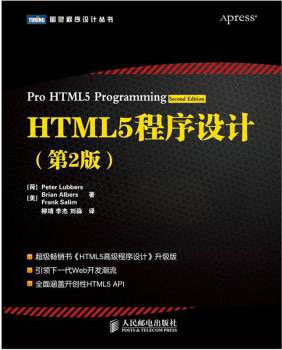 TURING 图灵程序设计丛书
Apress®
Pro HTML5 Programming Second Edition
HTML5程序设计
（第2版）
[荷] Peter Lubbers
[美] Brian Albers 著
Frank Salim
柳靖 李杰 刘淼 译
超级畅销书《HTML5高级程序设计》升级版
引领下一代Web开发潮流
全面涵盖开创性HTML5 API
人民邮电出版社
POSTS & TELECOM PRESS